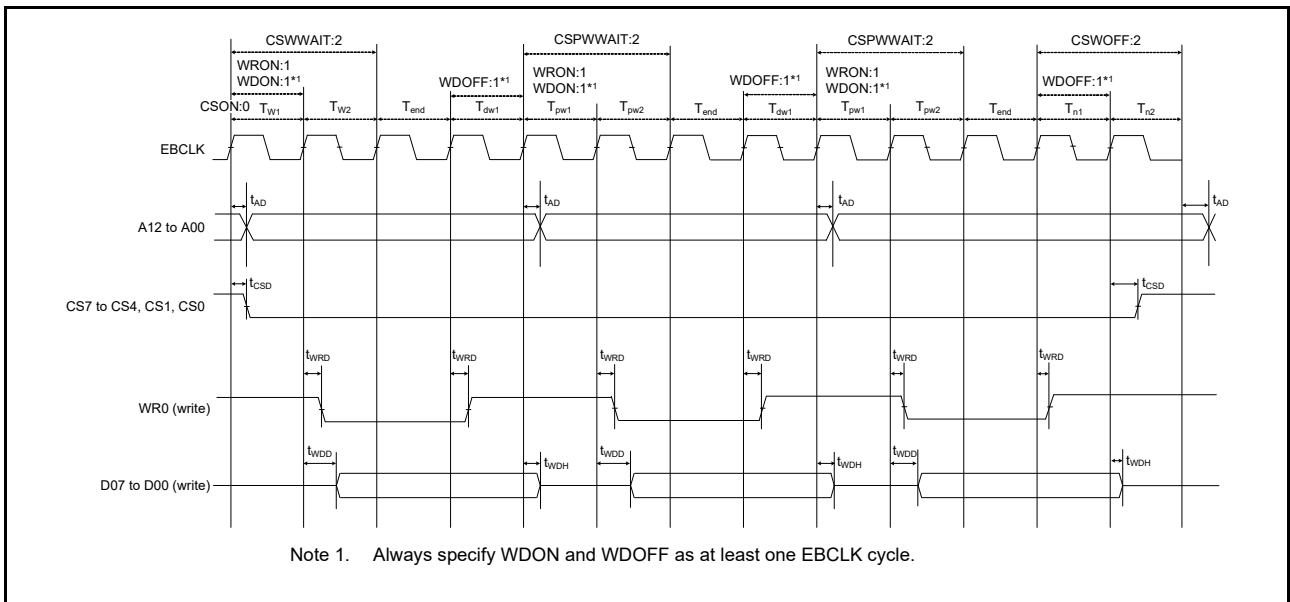 CSWWAIT:2 CSPWWAIT:2 CSPWWAIT:2 CSWOFF:2
WRON:1 WRON:1 WRON:1
WDON:1*1 WDOFF:1*1 WDON:1*1 WDOFF:1*1 WDON:1*1 WDOFF:1*1
CSON:0 TW1 TW2 Tend Tdw1 Tpw1 Tpw2 Tend Tdw1 Tpw1 Tpw2 Tend Tn1 Tn2
EBCLK
tAD tAD tAD tAD
A12 to A00
tCSD tCSD
CS7 to CS4, CS1, CS0
tWRD tWRD tWRD tWRD tWRD tWRD
WR0 (write)
tWDD tWDH tWDD tWDH tWDD tWDH
D07 to D00 (write)
Note 1. Always specify WDON and WDOFF as at least one EBCLK cycle.